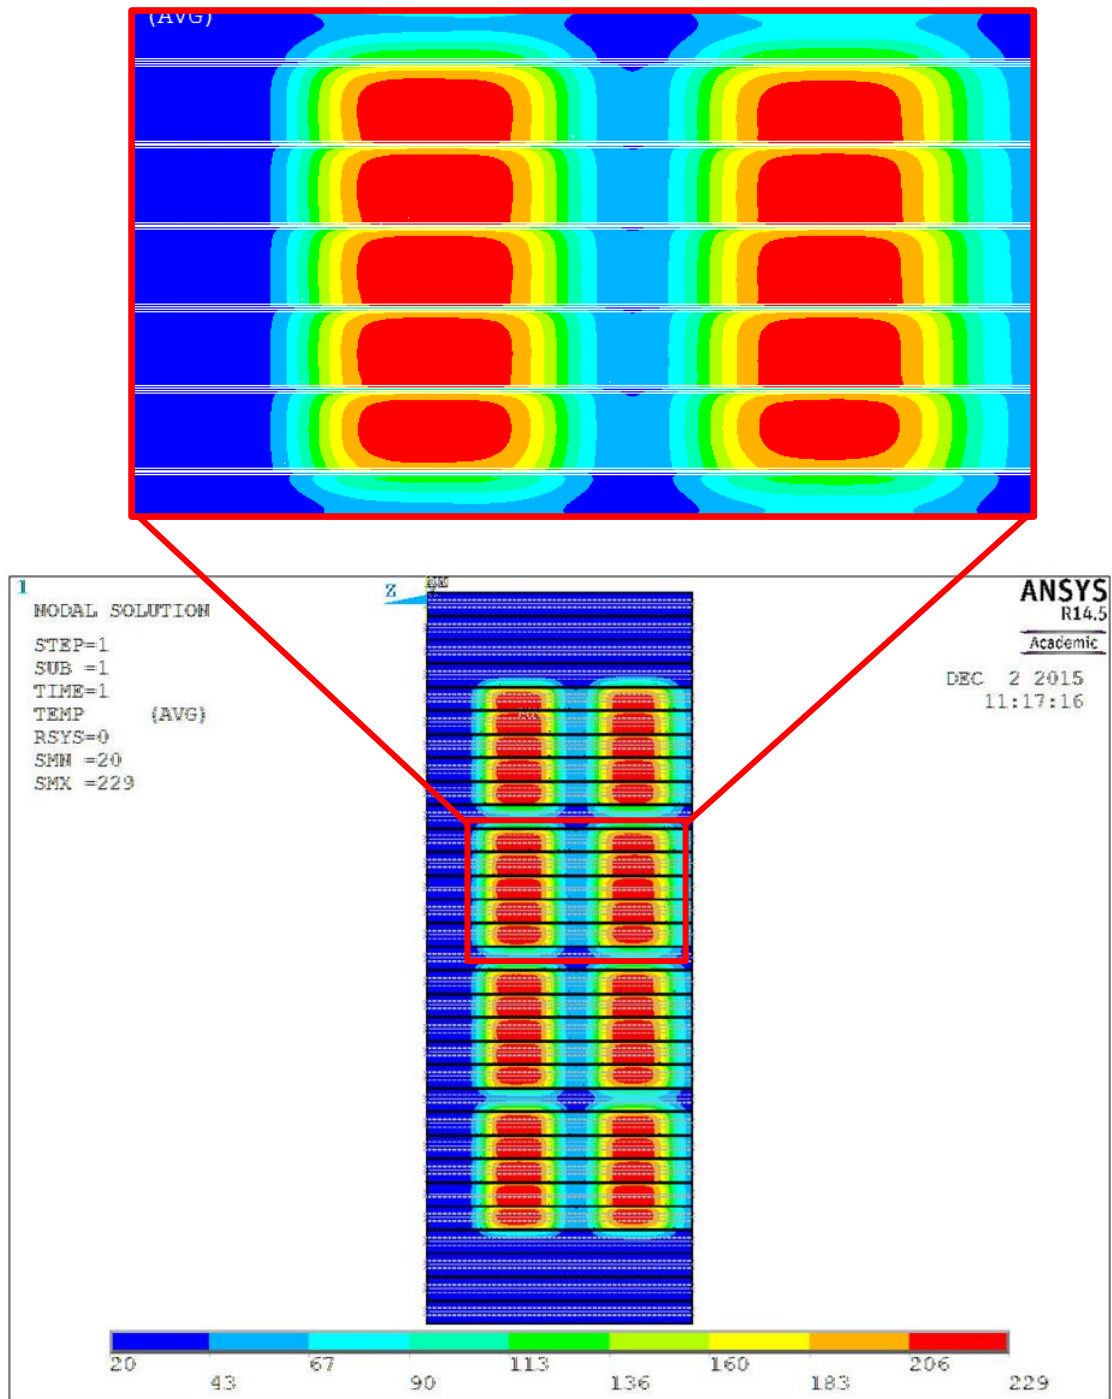 (AVG)
1
NODAL SOLUTION
STEP=1
SUB =1
TIME=1
TEMP (AVG)
RSYS=0
SMN =20
SMX =229
Z
ANSYS
R14.5
Academic
DEC 2 2015
11:17:16
20 43 67 90 113 136 160 183 206 229